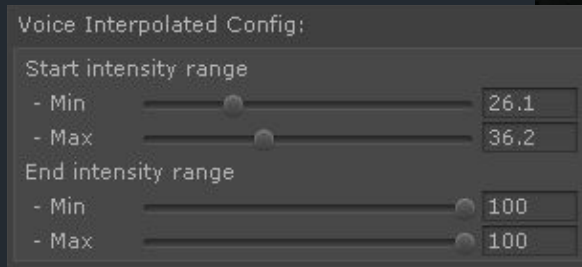 Voice Interpolated Config:
Start intensity range
- Min 26.1
- Max 36.2
End intensity range
- Min 100
- Max 100